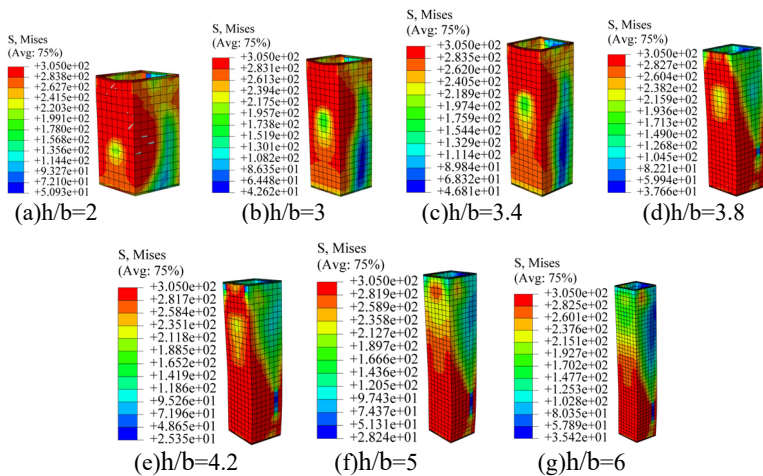 S, Mises
(Avg: 75%)
+3.050e+02
+2.838e+02
+2.627e+02
+2.415e+02
+2.203e+02
+1.991e+02
+1.780e+02
+1.568e+02
+1.356e+02
+1.144e+02
+9.327e+01
+7.210e+01
+5.093e+01
(a)h/b=2
S, Mises
(Avg: 75%)
+3.050e+02
+2.831e+02
+2.613e+02
+2.394e+02
+2.175e+02
+1.957e+02
+1.738e+02
+1.519e+02
+1.301e+02
+1.082e+02
+8.635e+01
+6.448e+01
+4.262e+01
(b)h/b=3
S, Mises
(Avg: 75%)
+3.050e+02
+2.835e+02
+2.620e+02
+2.405e+02
+2.189e+02
+1.974e+02
+1.759e+02
+1.544e+02
+1.329e+02
+1.114e+02
+8.984e+01
+6.832e+01
+4.681e+01
(c)h/b=3.4
S, Mises
(Avg: 75%)
+3.050e+02
+2.827e+02
+2.604e+02
+2.382e+02
+2.159e+02
+1.936e+02
+1.713e+02
+1.490e+02
+1.268e+02
+1.045e+02
+8.221e+01
+5.994e+01
+3.766e+01
(d)h/b=3.8
S, Mises
(Avg: 75%)
+3.050e+02
+2.817e+02
+2.584e+02
+2.351e+02
+2.118e+02
+1.885e+02
+1.652e+02
+1.419e+02
+1.186e+02
+9.526e+01
+7.196e+01
+4.865e+01
+2.535e+01
(e)h/b=4.2
S, Mises
(Avg: 75%)
+3.050e+02
+2.819e+02
+2.589e+02
+2.358e+02
+2.127e+02
+1.897e+02
+1.666e+02
+1.436e+02
+1.205e+02
+9.743e+01
+7.437e+01
+5.131e+01
+2.824e+01
(f)h/b=5
S, Mises
(Avg: 75%)
+3.050e+02
+2.825e+02
+2.601e+02
+2.376e+02
+2.151e+02
+1.927e+02
+1.702e+02
+1.477e+02
+1.253e+02
+1.028e+02
+8.035e+01
+5.789e+01
+3.542e+01
(g)h/b=6